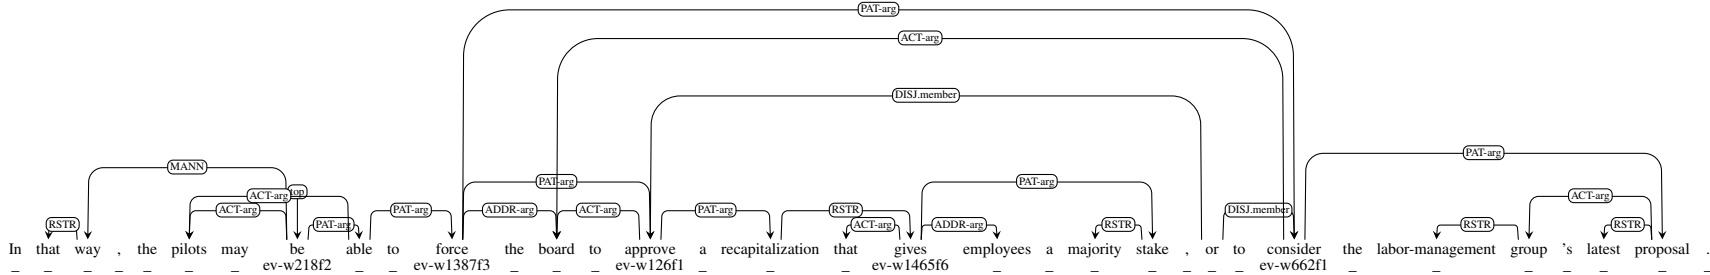 PAT-arg
ACT-arg
DISJ.member
PAT-arg
MANN
PAT-arg PAT-arg
ACT-arg top ACT-arg
ACT-arg PAT-arg ADDR-arg ACT-arg PAT-arg RSTR DISJ.member
RSTR PAT-arg ACT-arg ADDR-arg RSTR RSTR RSTR
In that way , the pilots may be able to force the board to approve a recapitalization that gives employees a majority stake , or to consider the labor-management group 's latest proposal .
_ _ _ _ _ _ _ ev-w218f2 _ _ ev-w1387f3 _ _ _ ev-w126f1 _ _ _ ev-w1465f6 _ _ _ _ _ _ _ ev-w662f1 _ _ _ _ _ _ _